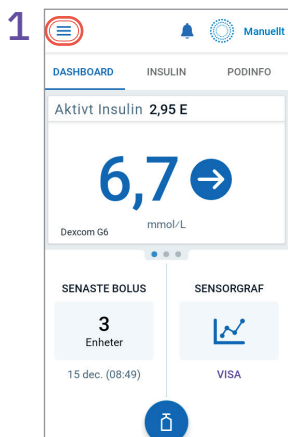 1
Manuellt
DASHBOARD INSULIN PODINFO
Aktivt Insulin 2,95 E
6,7
mmol/L
Dexcom G6
SENASTE BOLUS SENSORGRAF
3
Enheter
15 dec. (08:49) VISA